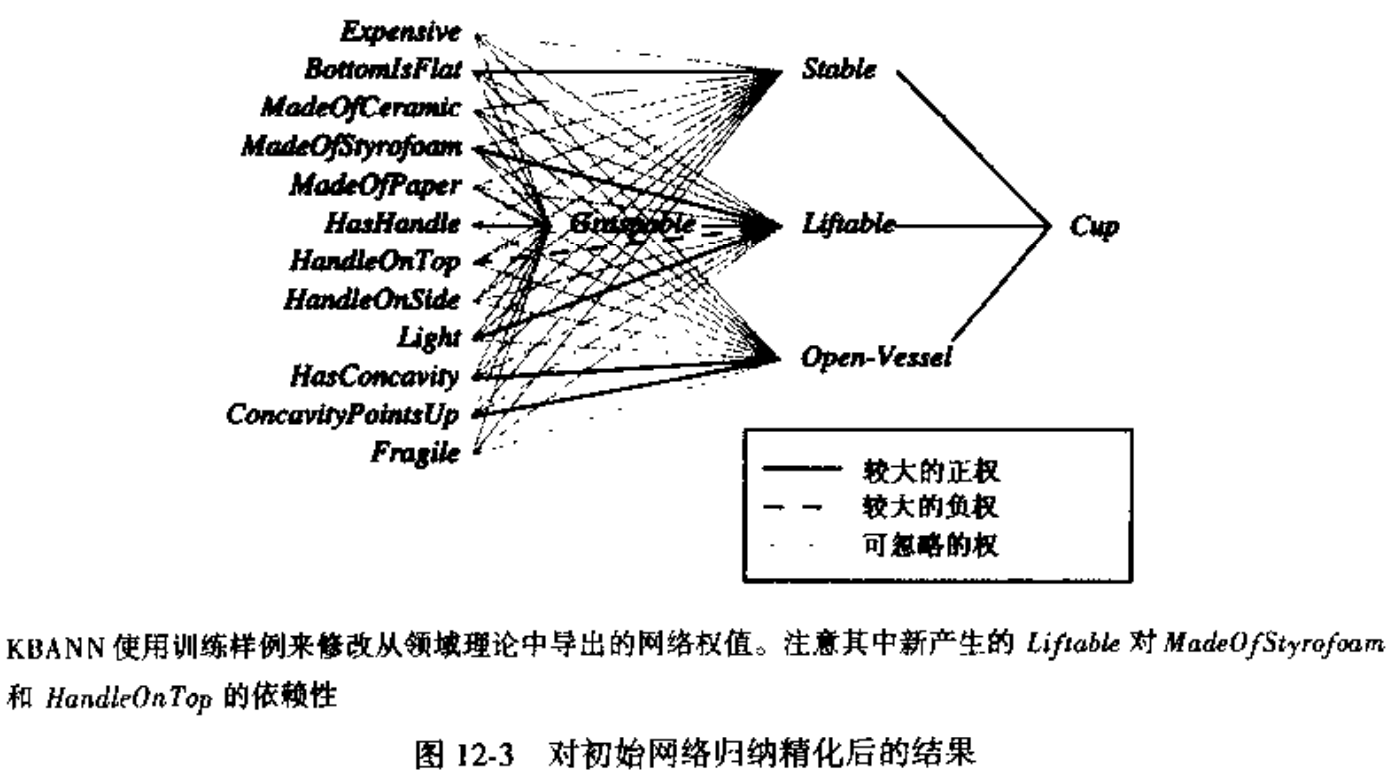 Expensive
BottomIsFlat
Stable
MadeOfCeramic
MadeOfStyrofoam
MadeOfPaper
HasHandle
Graspable
Liftable
Cup
HandleOnTop
HandleOnSide
Light
Open-Vessel
HasConcavity
ConcavityPointsUp
Fragile
较大的正权
较大的负权
可忽略的权
KBANN 使用训练样例来修改从领域理论中导出的网络权值。注意其中新产生的 Liftable 对 MadeOfStyrofoam
和 HandleOnTop 的依赖性
图 12-3 对初始网络归纳精化后的结果